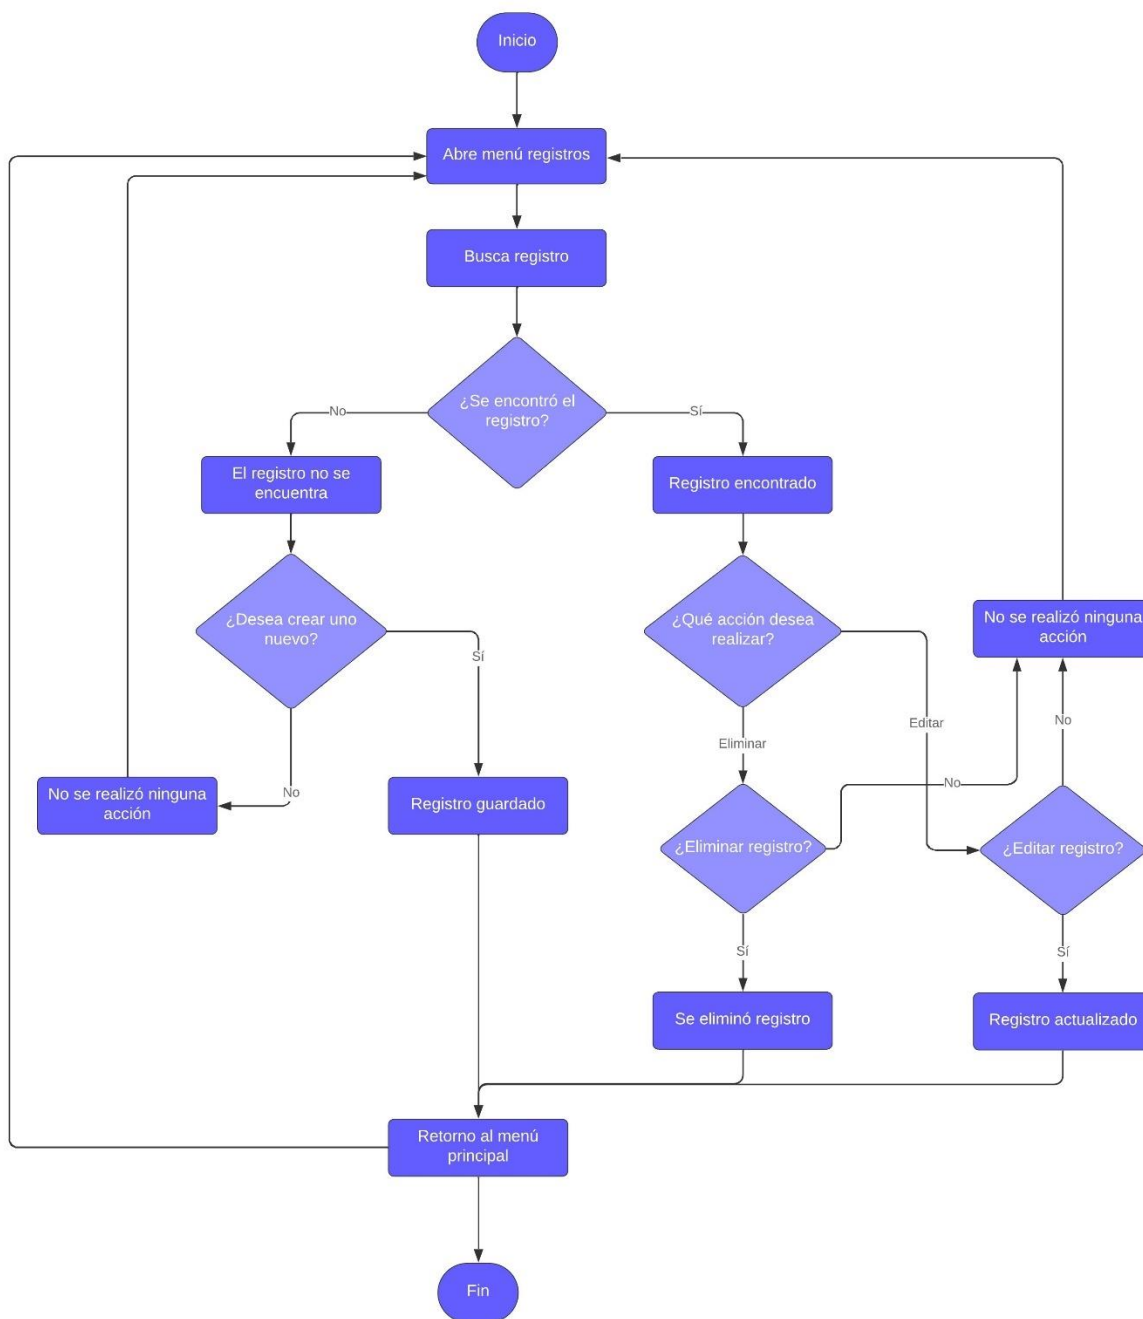 Inicio
Abre menú registros
Busca registro
¿Se encontró el
registro?
No
Sí
El registro no se
encuentra
Registro encontrado
¿Desea crear uno
nuevo?
¿Qué acción desea
realizar?
No se realizó ninguna
acción
Sí
Editar
No
Eliminar
No
No
No se realizó ninguna
acción
Registro guardado
¿Eliminar registro?
¿Editar registro?
Sí
Sí
Se eliminó registro
Registro actualizado
Retorno al menú
principal
Fin